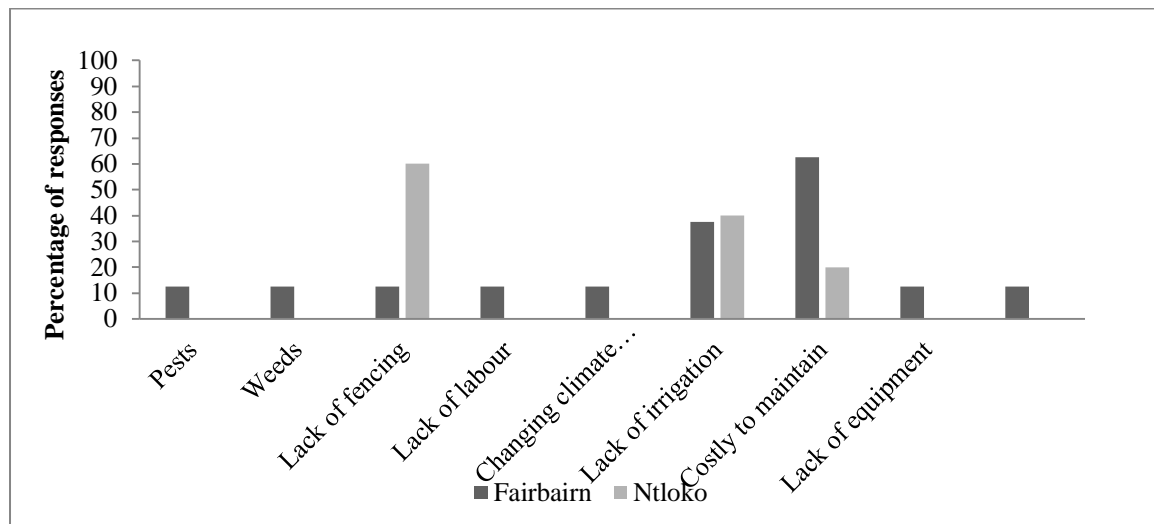 Percentage of responses
100
90
80
70
60
50
40
30
20
10
0
Pests
Weeds
Lack of fencing
Lack of labour
Changing climate…
Lack of irrigation
Costly to maintain
Lack of equipment
Fairbairn Ntloko